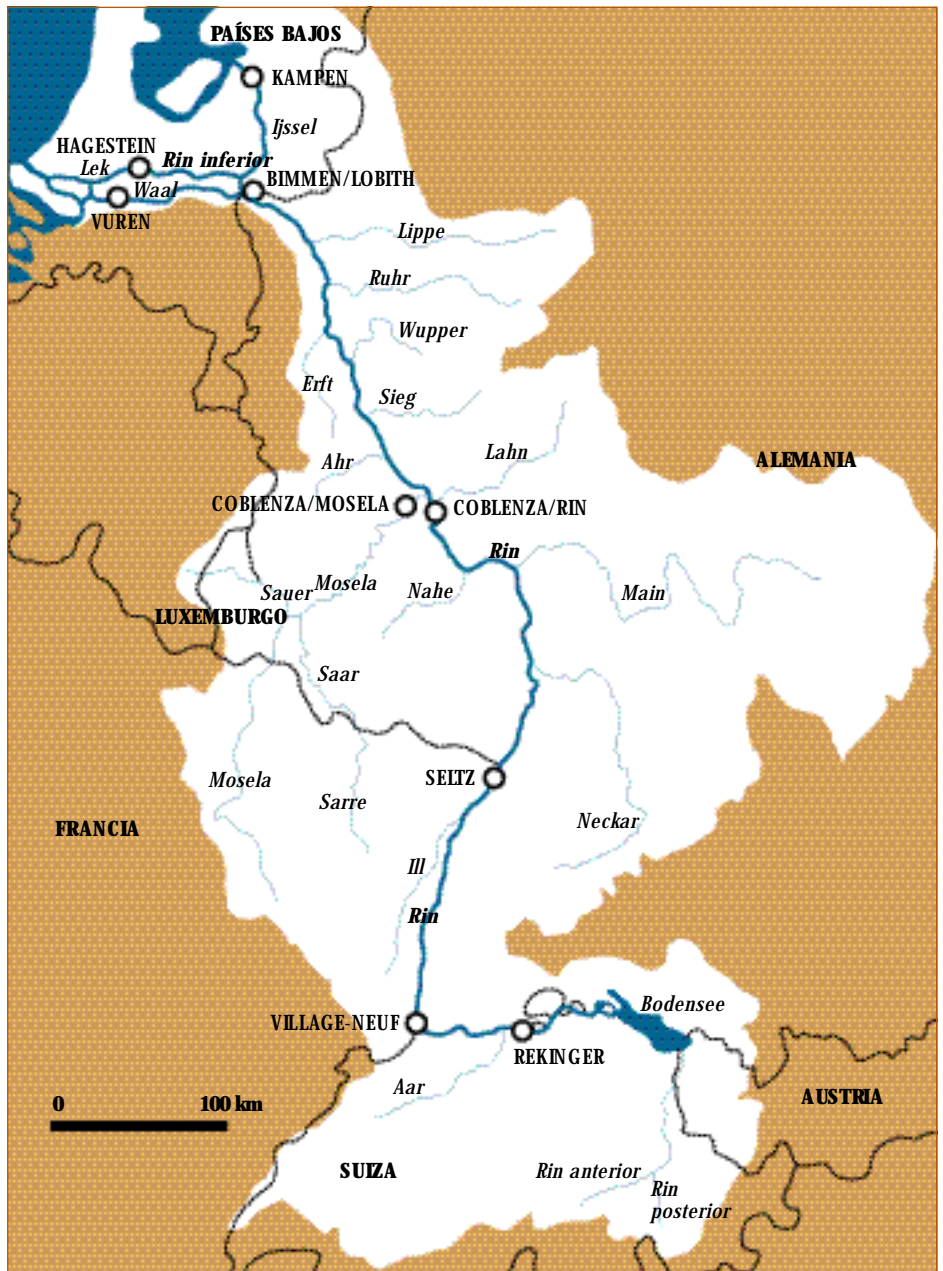 PAÍSES BAJOS
KAMPEN
Ijssel
HAGESTEIN
Lek
Rin inferior
BIMMEN/LOBITH
Waal
VUREN
Lippe
Ruhr
Wupper
Erft
Sieg
Ahr
Lahn
ALEMANIA
COBLENZA/MOSELA
COBLENZA/RIN
Rin
Sauer
Mosela
Nahe
Main
LUXEMBURGO
Saar
SELTZ
Mosela
Sarre
Neckar
FRANCIA
Ill
Rin
Bodensee
VILLAGE-NEUF
REKINGER
Aar
0
100 km
AUSTRIA
SUIZA
Rin anterior
Rin
posterior